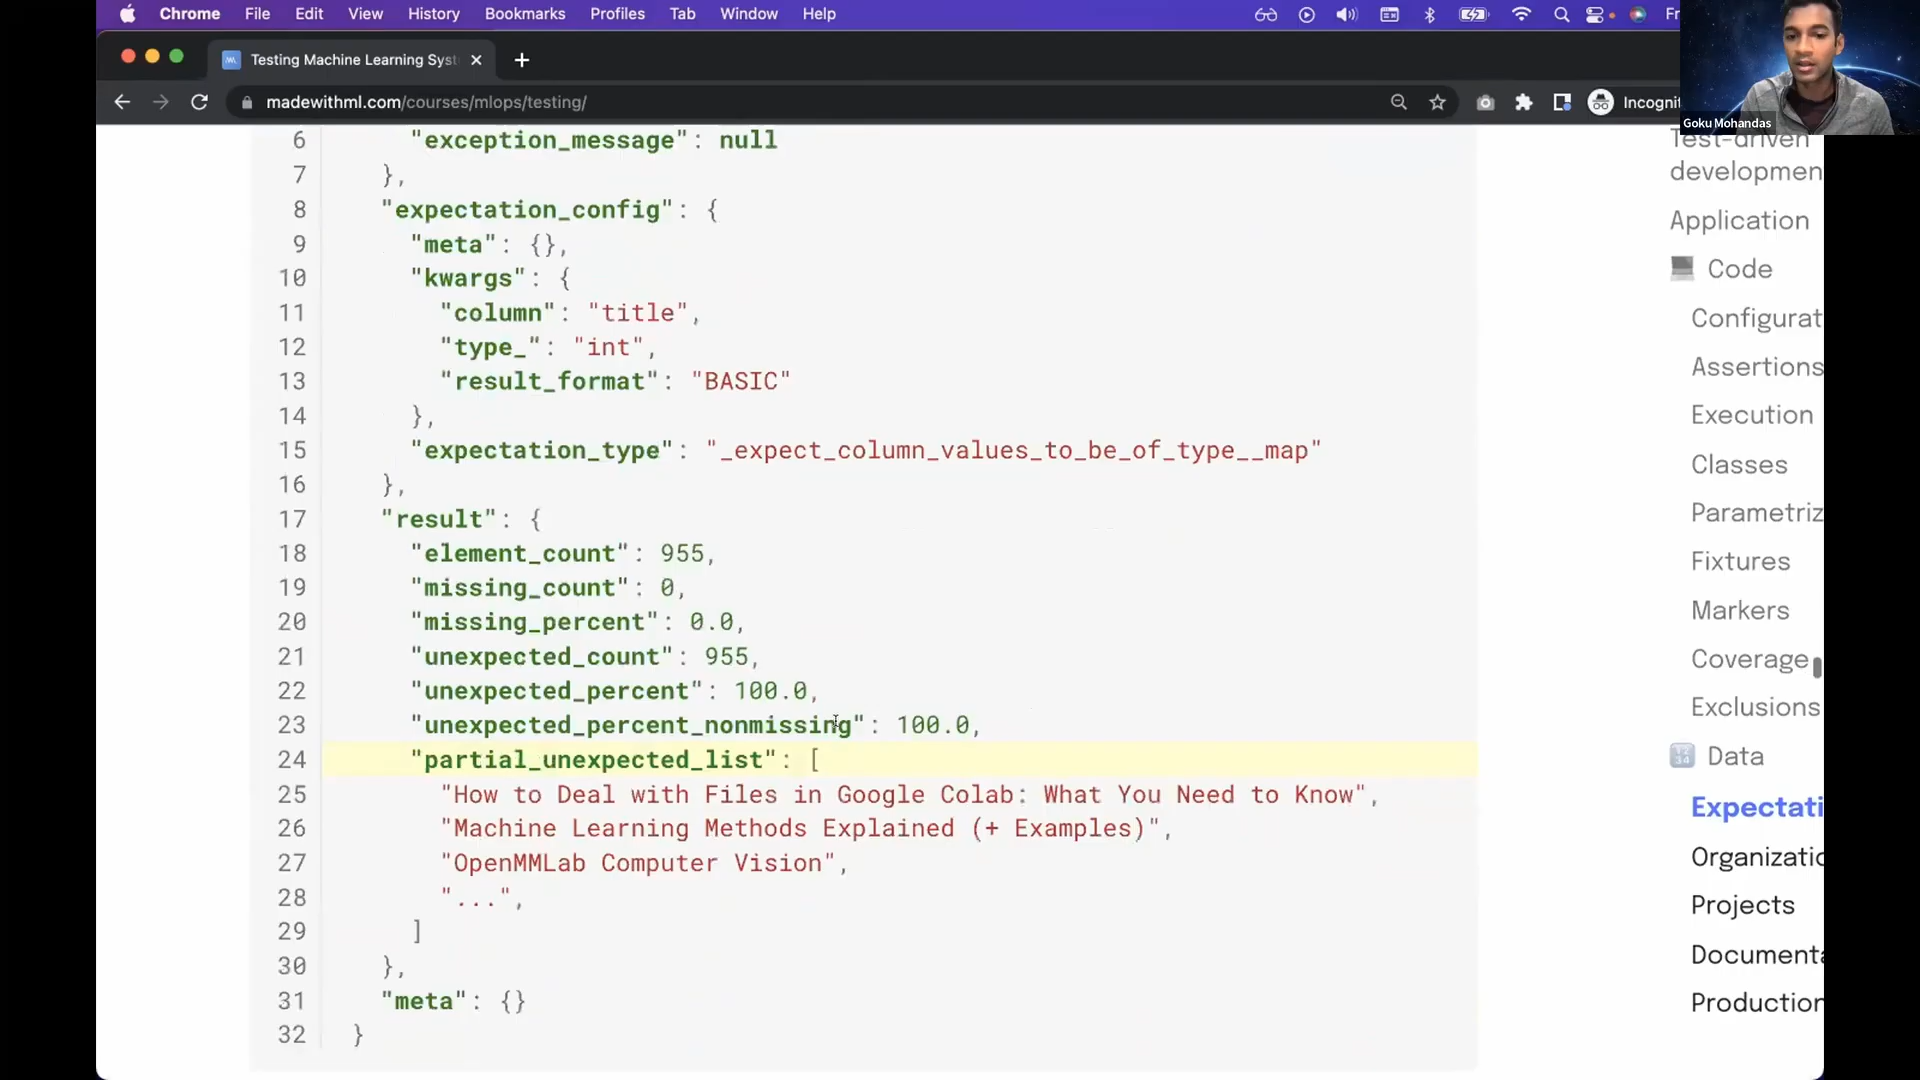 Chrome File Edit View History Bookmarks Profiles Tab Window Help Fr
Testing Machine Learning Syst
madewithml.com/courses/mlops/testing/
Incognit
Goku Mohandas
6 "exception_message": null
7 },
8 "expectation_config": {
9 "meta": {},
10 "kwargs": {
11 "column": "title",
12 "type_": "int",
13 "result_format": "BASIC"
14 },
15 "expectation_type": "_expect_column_values_to_be_of_type__map"
16 },
17 "result": {
18 "element_count": 955,
19 "missing_count": 0,
20 "missing_percent": 0.0,
21 "unexpected_count": 955,
22 "unexpected_percent": 100.0,
23 "unexpected_percent_nonmissing": 100.0,
24 "partial_unexpected_list": [
25 "How to Deal with Files in Google Colab: What You Need to Know",
26 "Machine Learning Methods Explained (+ Examples)",
27 "OpenMMLab Computer Vision",
28 "...",
29 ]
30 },
31 "meta": {}
32 }
Test-driven
developmen
Application
Code
Configurat
Assertions
Execution
Classes
Parametriz
Fixtures
Markers
Coverage
Exclusions
Data
Expectati
Organizatio
Projects
Documenta
Production